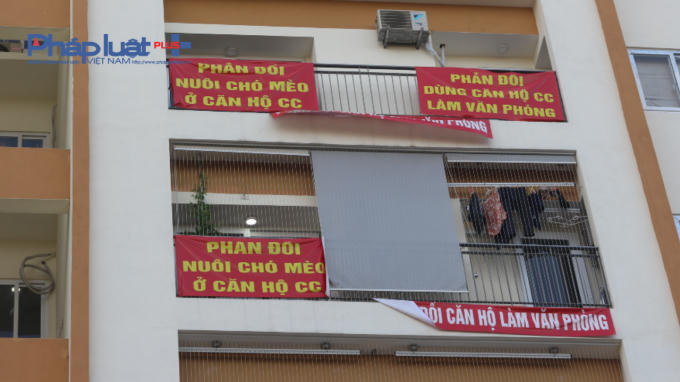 Pháp luật PLUS
VIỆT NAM
PHẢN ĐỐI
NUÔI CHÓ MÈO
Ở CĂN HỘ CC
PHẢN ĐỐI
DÙNG CĂN HỘ CC
LÀM VĂN PHÒNG
PHÒNG
PHẢN ĐỐI
NUÔI CHÓ MÈO
Ở CĂN HỘ CC
ĐỐI CĂN HỘ LÀM VĂN PHÒNG